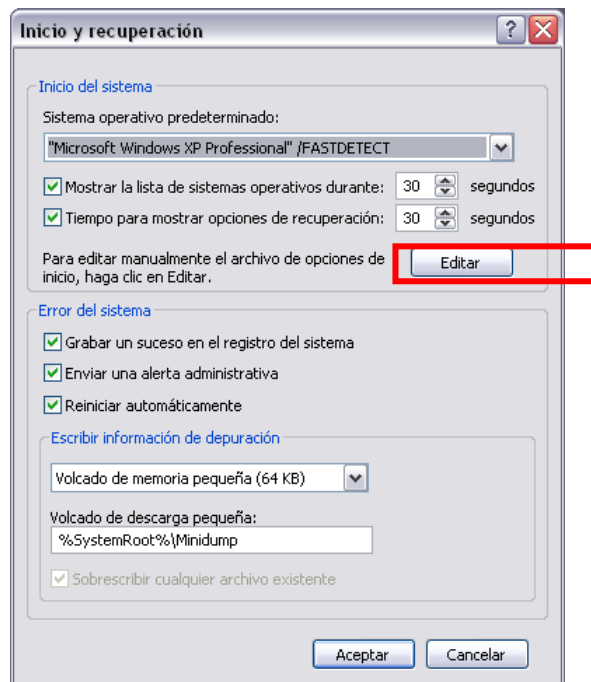 Inicio y recuperación
Inicio del sistema
Sistema operativo predeterminado:
"Microsoft Windows XP Professional" /FASTDETECT
Mostrar la lista de sistemas operativos durante: 30 segundos
Tiempo para mostrar opciones de recuperación: 30 segundos
Para editar manualmente el archivo de opciones de
inicio, haga clic en Editar.
Editar
Error del sistema
Grabar un suceso en el registro del sistema
Enviar una alerta administrativa
Reiniciar automáticamente
Escribir información de depuración
Volcado de memoria pequeña (64 KB)
Volcado de descarga pequeña:
%SystemRoot%\Minidump
Sobrescribir cualquier archivo existente
Aceptar Cancelar